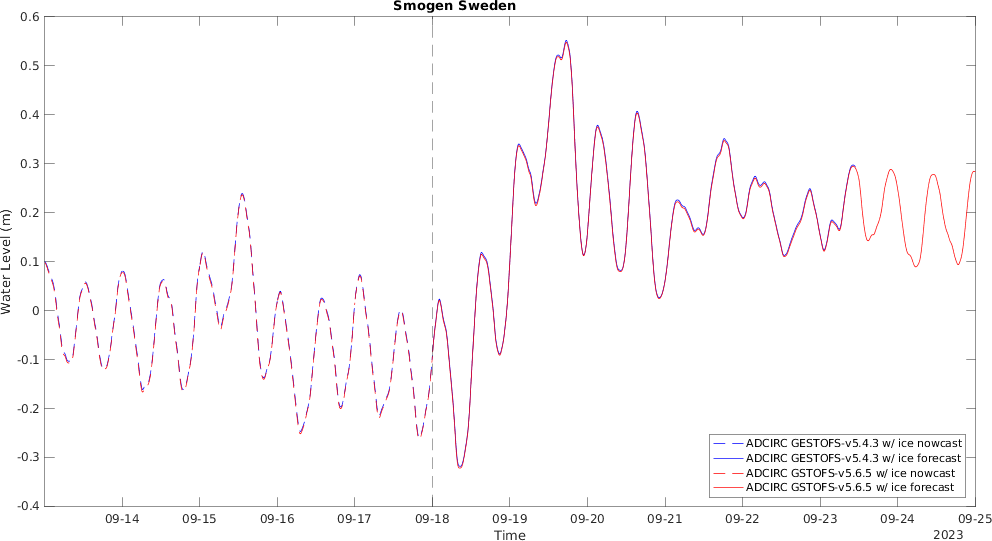 Smogen Sweden
Water Level (m)
0.6
0.5
0.4
0.3
0.2
0.1
0
-0.1
-0.2
-0.3
-0.4
ADCIRC GESTOFS-v5.4.3 w/ ice nowcast
ADCIRC GESTOFS-v5.4.3 w/ ice forecast
ADCIRC GSTOFS-v5.6.5 w/ ice nowcast
ADCIRC GSTOFS-v5.6.5 w/ ice forecast
09-14 09-15 09-16 09-17 09-18 09-19 09-20 09-21 09-22 09-23 09-24 09-25
Time
2023